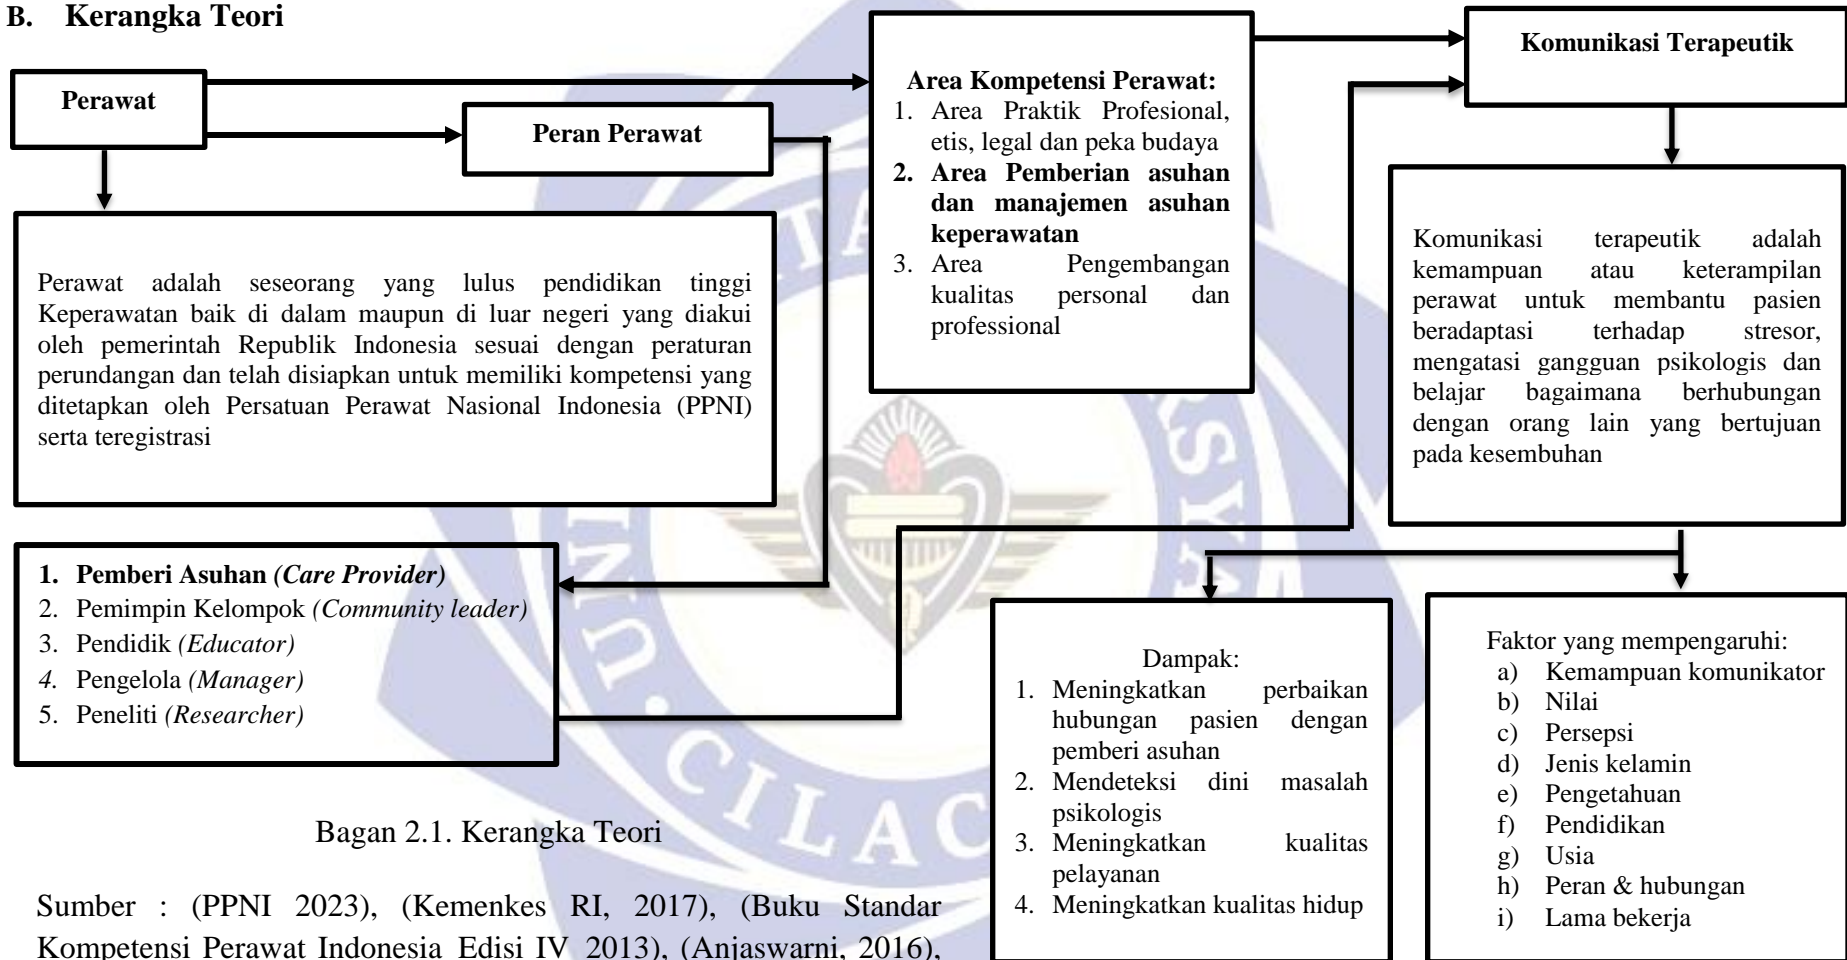 B. Kerangka Teori
Perawat
Peran Perawat
Area Kompetensi Perawat:
1. Area Praktik Profesional,
etis, legal dan peka budaya
2. Area Pemberian asuhan
dan manajemen asuhan
keperawatan
3. Area Pengembangan
kualitas personal dan
professional
Komunikasi Terapeutik
Perawat adalah seseorang yang lulus pendidikan tinggi
Keperawatan baik di dalam maupun di luar negeri yang diakui
oleh pemerintah Republik Indonesia sesuai dengan peraturan
perundangan dan telah disiapkan untuk memiliki kompetensi yang
ditetapkan oleh Persatuan Perawat Nasional Indonesia (PPNI)
serta teregistrasi
Komunikasi terapeutik adalah
kemampuan atau keterampilan
perawat untuk membantu pasien
beradaptasi terhadap stresor,
mengatasi gangguan psikologis dan
belajar bagaimana berhubungan
dengan orang lain yang bertujuan
pada kesembuhan
1. Pemberi Asuhan (Care Provider)
2. Pemimpin Kelompok (Community leader)
3. Pendidik (Educator)
4. Pengelola (Manager)
5. Peneliti (Researcher)
Dampak:
1. Meningkatkan perbaikan
hubungan pasien dengan
pemberi asuhan
2. Mendeteksi dini masalah
psikologis
3. Meningkatkan kualitas
pelayanan
4. Meningkatkan kualitas hidup
Faktor yang mempengaruhi:
a) Kemampuan komunikator
b) Nilai
c) Persepsi
d) Jenis kelamin
e) Pengetahuan
f) Pendidikan
g) Usia
h) Peran & hubungan
i) Lama bekerja
Bagan 2.1. Kerangka Teori
Sumber : (PPNI 2023), (Kemenkes RI, 2017), (Buku Standar
Kompetensi Perawat Indonesia Edisi IV 2013), (Anjaswarni, 2016),